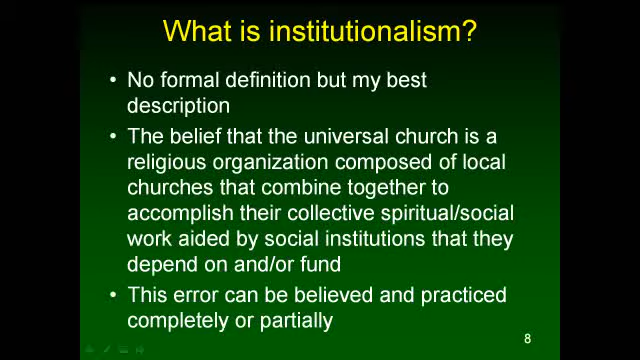 What is institutionalism?
• No formal definition but my best
description
• The belief that the universal church is a
religious organization composed of local
churches that combine together to
accomplish their collective spiritual/social
work aided by social institutions that they
depend on and/or fund
• This error can be believed and practiced
completely or partially
8